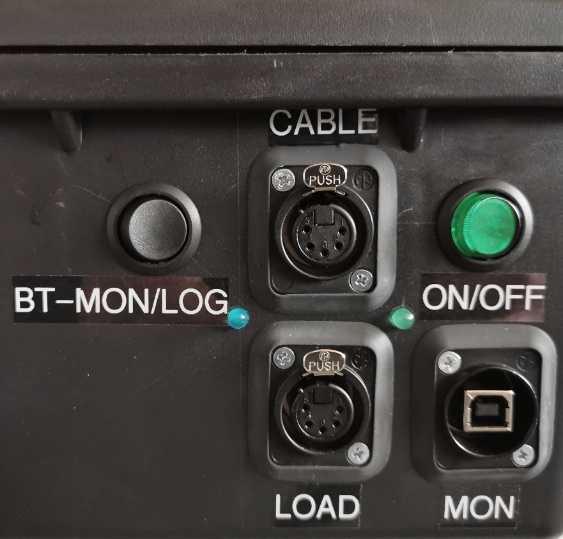 CABLE
PUSH
BT-MON/LOG
ON/OFF
PUSH
LOAD
MON